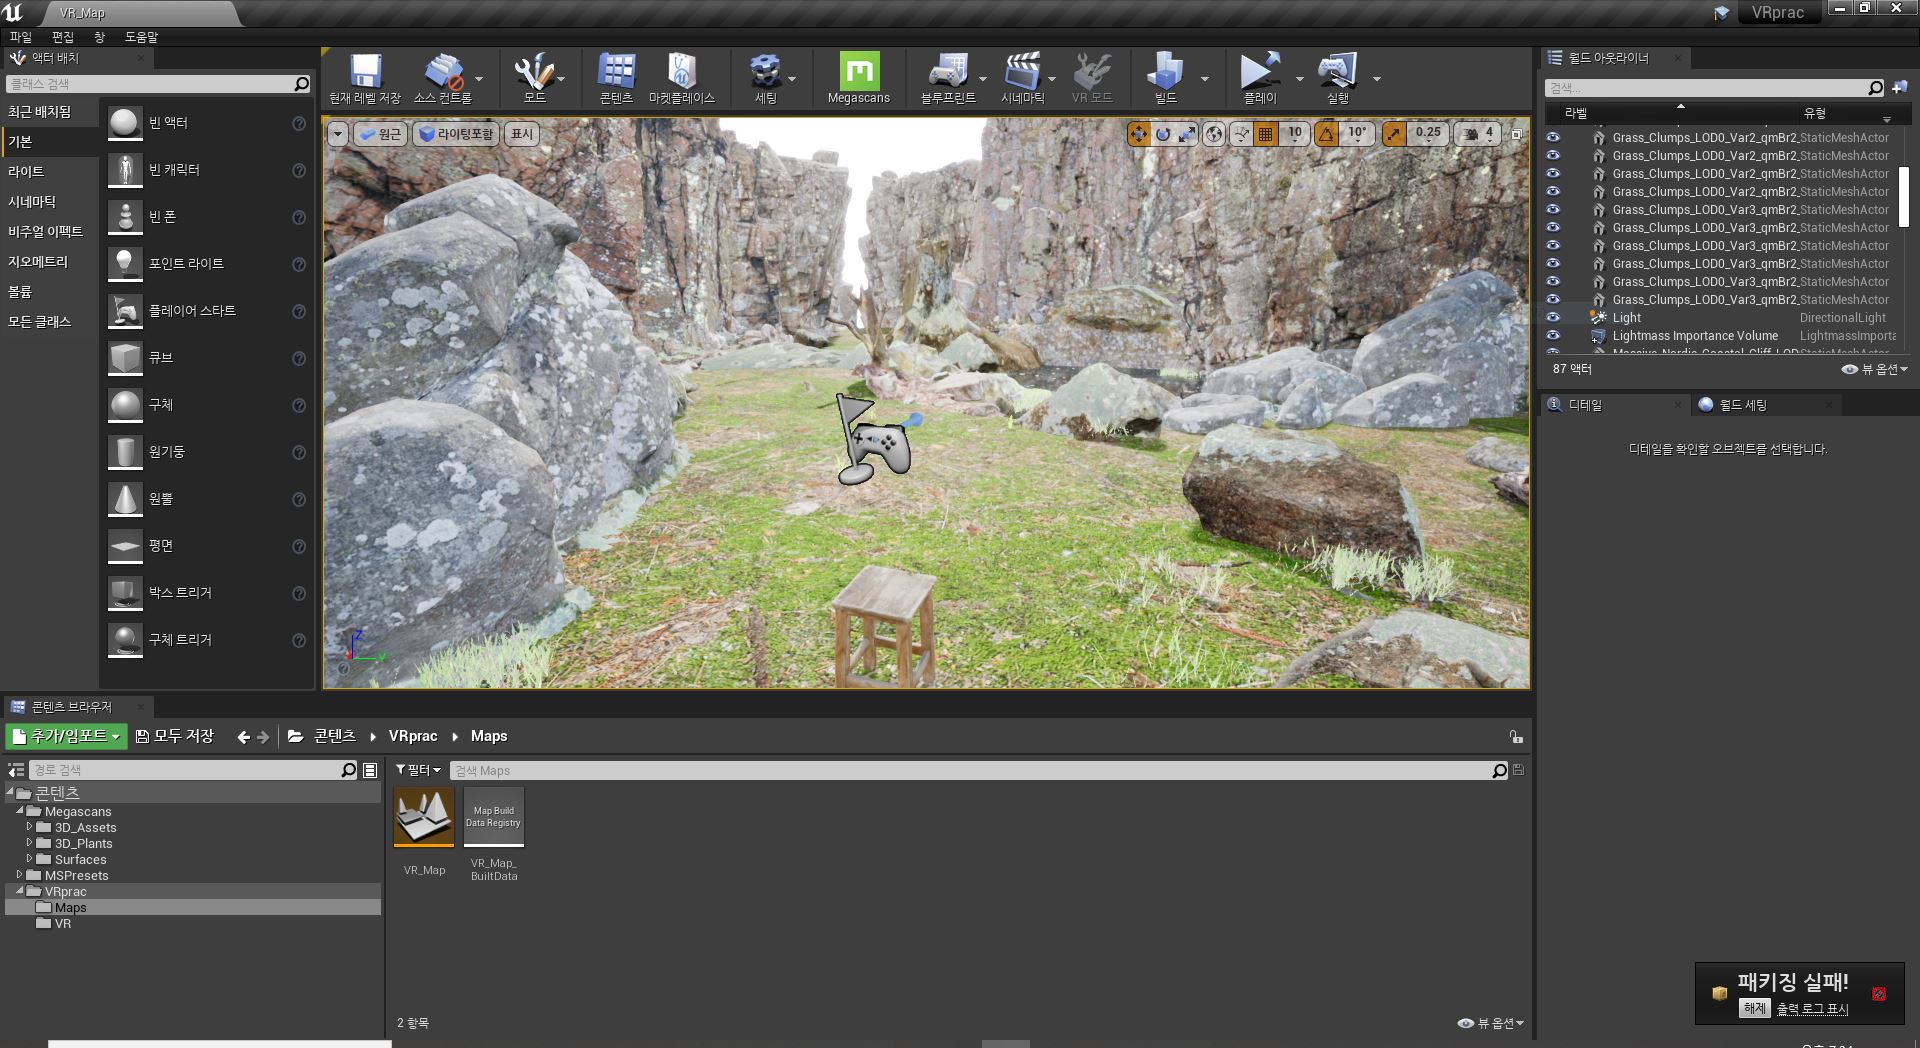 VR_Map
VRprac
파일 편집 창 도움말
액터 배치
클래스 검색
최근 배치됨
기본
라이트
시네마틱
비주얼 이펙트
지오메트리
볼륨
모든 클래스
빈 액터
빈 캐릭터
빈 폰
포인트 라이트
플레이어 스타트
큐브
구체
원기둥
원뿔
평면
박스 트리거
구체 트리거
현재 레벨 저장 소스 컨트롤 모드 콘텐츠 마켓플레이스 세팅 Megascans 블루프린트 시네마틱 VR 모드 빌드 플레이 실행
원근 라이팅포함 표시 10 10° 0.25 4
Z
Y
월드 아웃라이너
검색...
라벨 유형
Grass_Clumps_LOD0_Var2_qmBr2_ StaticMeshActor
Grass_Clumps_LOD0_Var2_qmBr2_ StaticMeshActor
Grass_Clumps_LOD0_Var2_qmBr2_ StaticMeshActor
Grass_Clumps_LOD0_Var2_qmBr2_ StaticMeshActor
Grass_Clumps_LOD0_Var3_qmBr2_ StaticMeshActor
Grass_Clumps_LOD0_Var3_qmBr2_ StaticMeshActor
Grass_Clumps_LOD0_Var3_qmBr2_ StaticMeshActor
Grass_Clumps_LOD0_Var3_qmBr2_ StaticMeshActor
Grass_Clumps_LOD0_Var3_qmBr2_ StaticMeshActor
Grass_Clumps_LOD0_Var3_qmBr2_ StaticMeshActor
Light DirectionalLight
Lightmass Importance Volume LightmassImporta
87 액터 뷰 옵션
디테일 월드 세팅
디테일을 확인할 오브젝트를 선택합니다.
콘텐츠 브라우저
추가/임포트 모두 저장 콘텐츠 VRprac Maps
경로 검색
필터 검색 Maps
콘텐츠
Megascans
3D_Assets
3D_Plants
Surfaces
MSPresets
VRprac
Maps
VR
VR_Map
Map Build
Data Registry
VR_Map_
BuiltData
2 항목 뷰 옵션
패키징 실패!
해제 출력 로그 표시